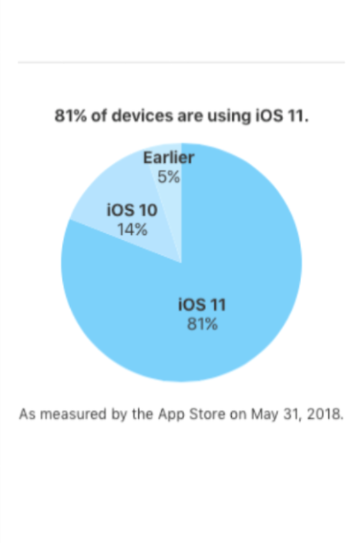 81% of devices are using iOS 11.
Earlier
5%
iOS 10
14%
iOS 11
81%
As measured by the App Store on May 31, 2018.